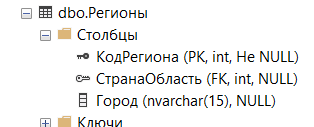 dbo.Регионы
Столбцы
КодРегиона (PK, int, Не NULL)
СтранаОбласть (FK, int, NULL)
Город (nvarchar(15), NULL)
Ключи